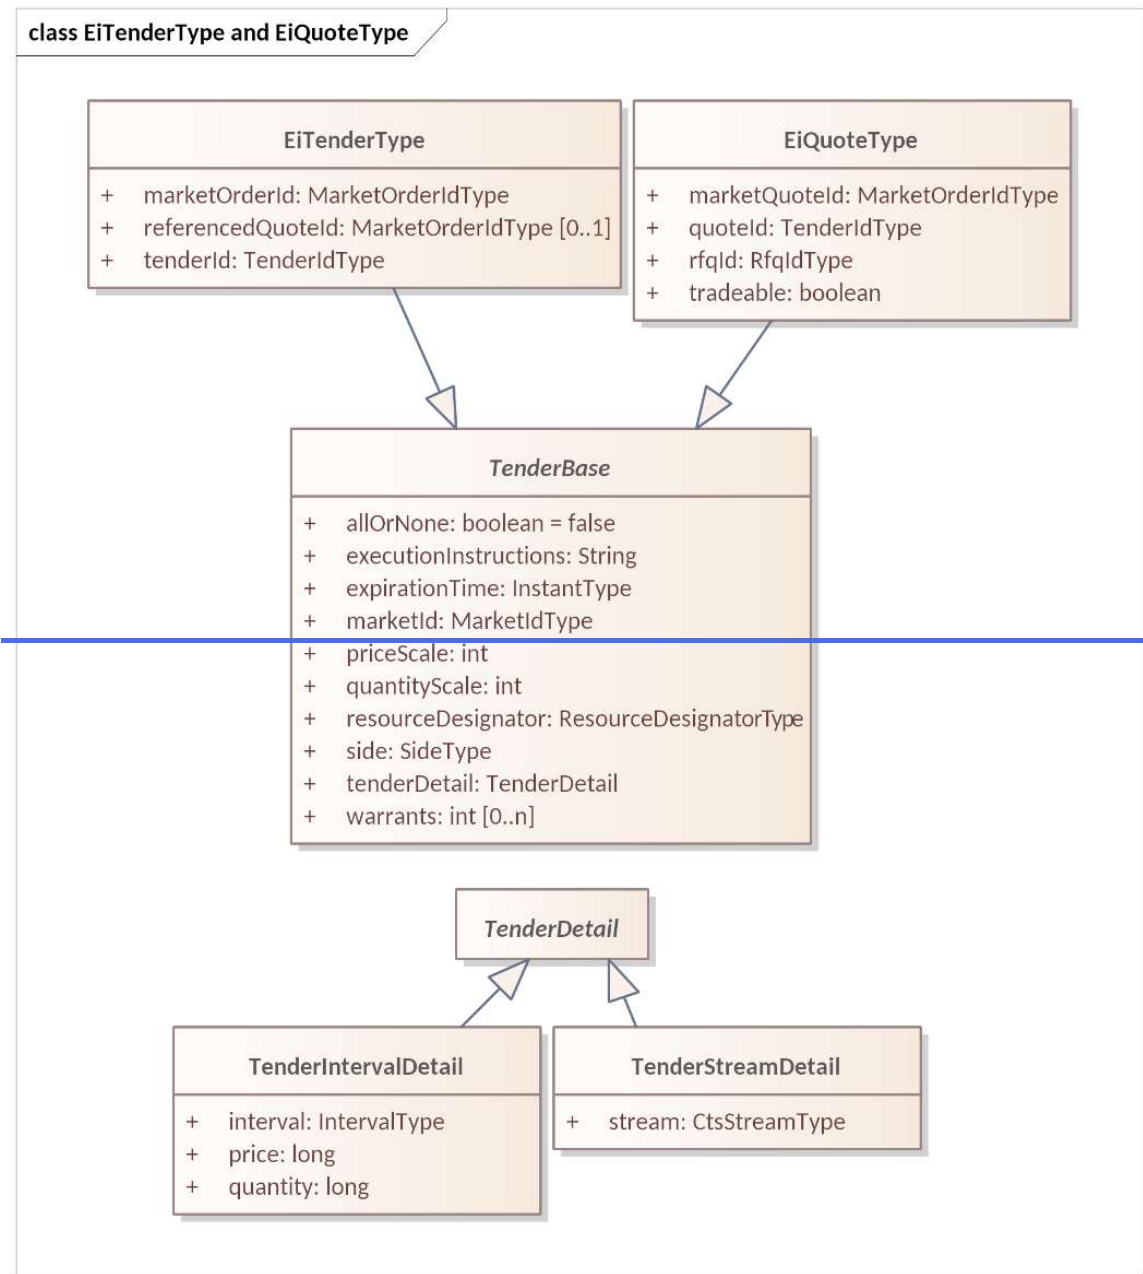 class EiTenderType and EiQuoteType
EiTenderType
+ marketOrderId: MarketOrderIdType
+ referencedQuoteId: MarketOrderIdType [0..1]
+ tenderId: TenderIdType
EiQuoteType
+ marketQuoteId: MarketOrderIdType
+ quoteId: TenderIdType
+ rfqId: RfqIdType
+ tradeable: boolean
TenderBase
+ allOrNone: boolean = false
+ executionInstructions: String
+ expirationTime: InstantType
+ marketId: MarketIdType
+ priceScale: int
+ quantityScale: int
+ resourceDesignator: ResourceDesignatorType
+ side: SideType
+ tenderDetail: TenderDetail
+ warrants: int [0..n]
TenderDetail
TenderIntervalDetail
+ interval: IntervalType
+ price: long
+ quantity: long
TenderStreamDetail
+ stream: CtsStreamType